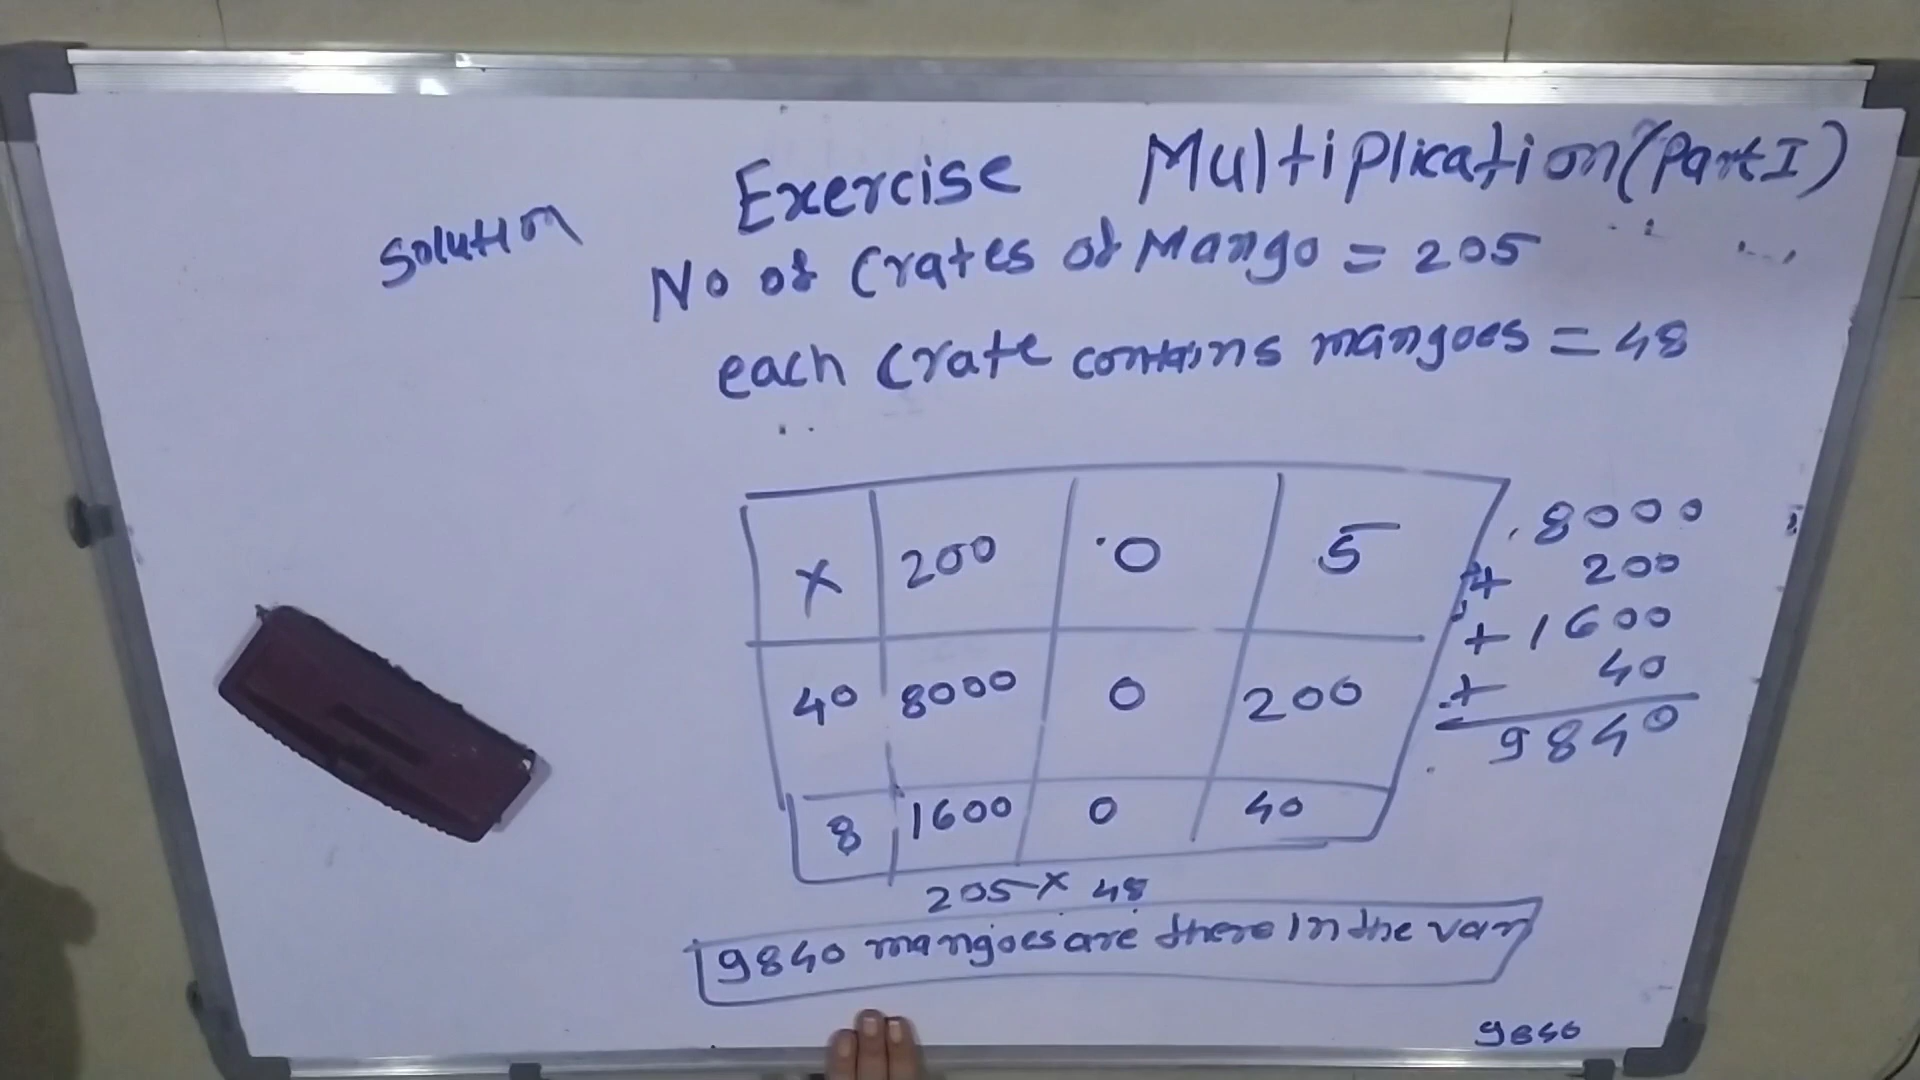 Exercise Multiplication (Part I)
Solution
No of Crates of Mango = 205
each crate contains mangoes = 48
X 200 0 5
40 8000 0 200
8 1600 0 40
8000
+ 200
+ 1600
+ 40
9840
205 X 48
9840 mangoes are there in the van
9840